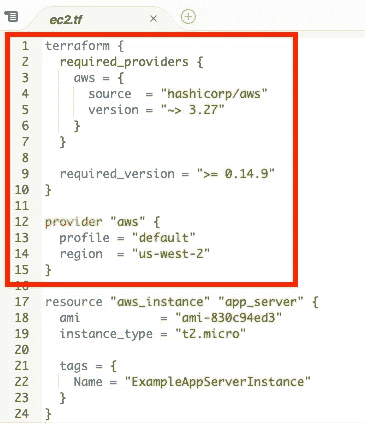 ec2.tf
1 terraform {
2 required_providers {
3 aws = {
4 source = "hashicorp/aws"
5 version = "~> 3.27"
6 }
7 }
8
9 required_version = ">= 0.14.9"
10 }
11
12 provider "aws" {
13 profile = "default"
14 region = "us-west-2"
15 }
16
17 resource "aws_instance" "app_server" {
18 ami = "ami-830c94ed3"
19 instance_type = "t2.micro"
20
21 tags = {
22 Name = "ExampleAppServerInstance"
23 }
24 }